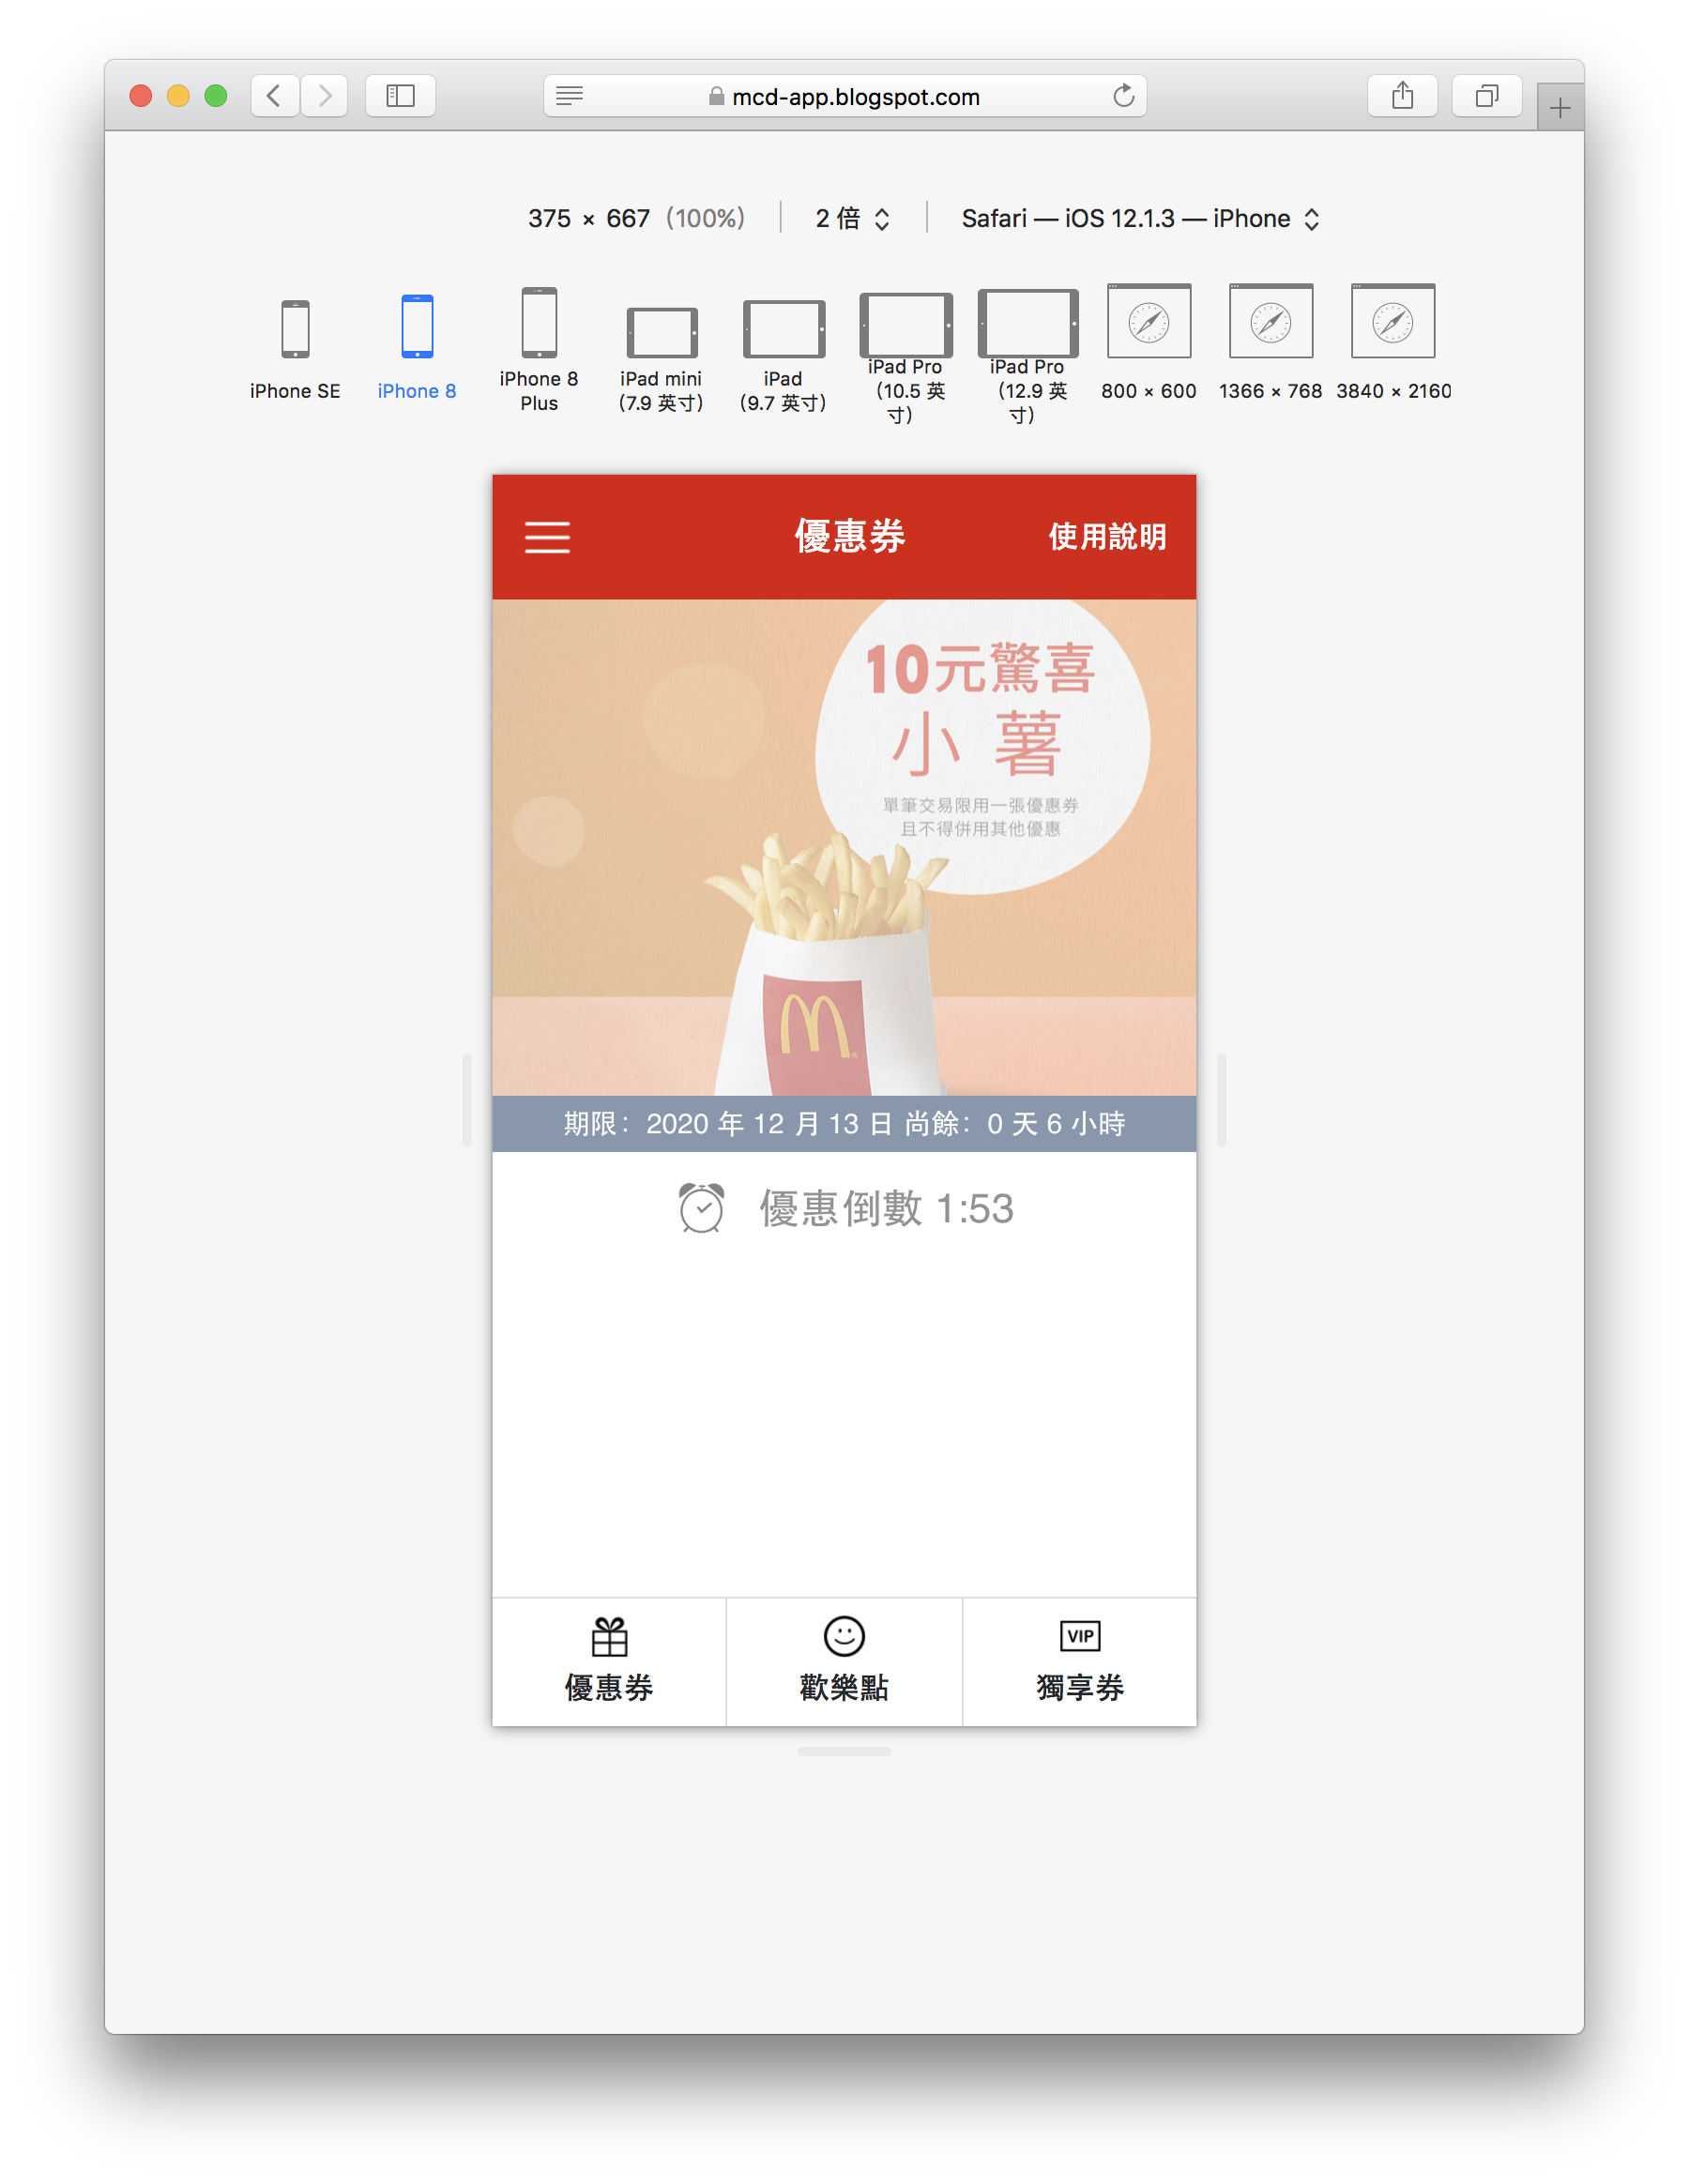 mcd-app.blogspot.com
375 × 667 (100%)
2 倍
Safari — iOS 12.1.3 — iPhone
iPhone SE
iPhone 8
iPhone 8
Plus
iPad mini
(7.9 英寸)
iPad
(9.7 英寸)
iPad Pro
(10.5 英
寸)
iPad Pro
(12.9 英
寸)
800 × 600
1366 × 768
3840 × 2160
優惠券
使用說明
10元驚喜
小薯
單筆交易限用一張優惠券
且不得併用其他優惠
M
期限：2020 年 12 月 13 日 尚餘：0 天 6 小時
優惠倒數 1:53
優惠券
歡樂點
VIP
獨享券